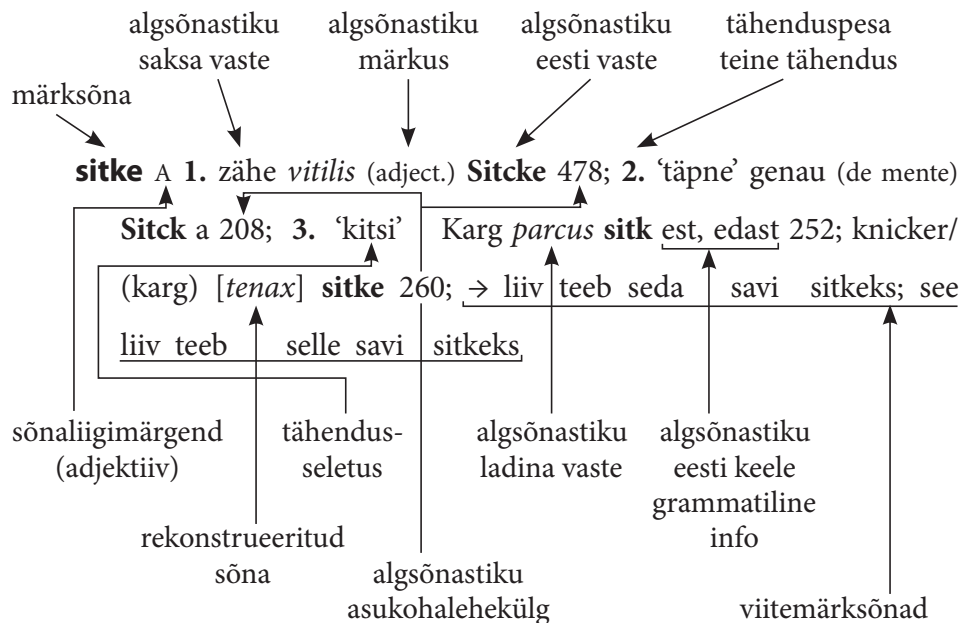 algsõnastiku saksa vaste
algsõnastiku märkus
algsõnastiku eesti vaste
tähenduspesa teine tähendus
märksõna
sitke A 1. zähe vitilis (adject.) Sitcke 478; 2. ‘täpne’ genau (de mente)
Sitck a 208; 3. ‘kitsi’ Karg parcus sitk est, edast 252; knicker/
(karg) [tenax] sitke 260; → liiv teeb seda savi sitkeks; see
liiv teeb selle savi sitkeks
sõnaliigimärgend
(adjektiiv)
tähendus-
seletus
algsõnastiku
ladina vaste
algsõnastiku
eesti keele
grammatiline
info
rekonstrueeritud
sõna
algsõnastiku
asukohalehekülg
viitemärksõnad